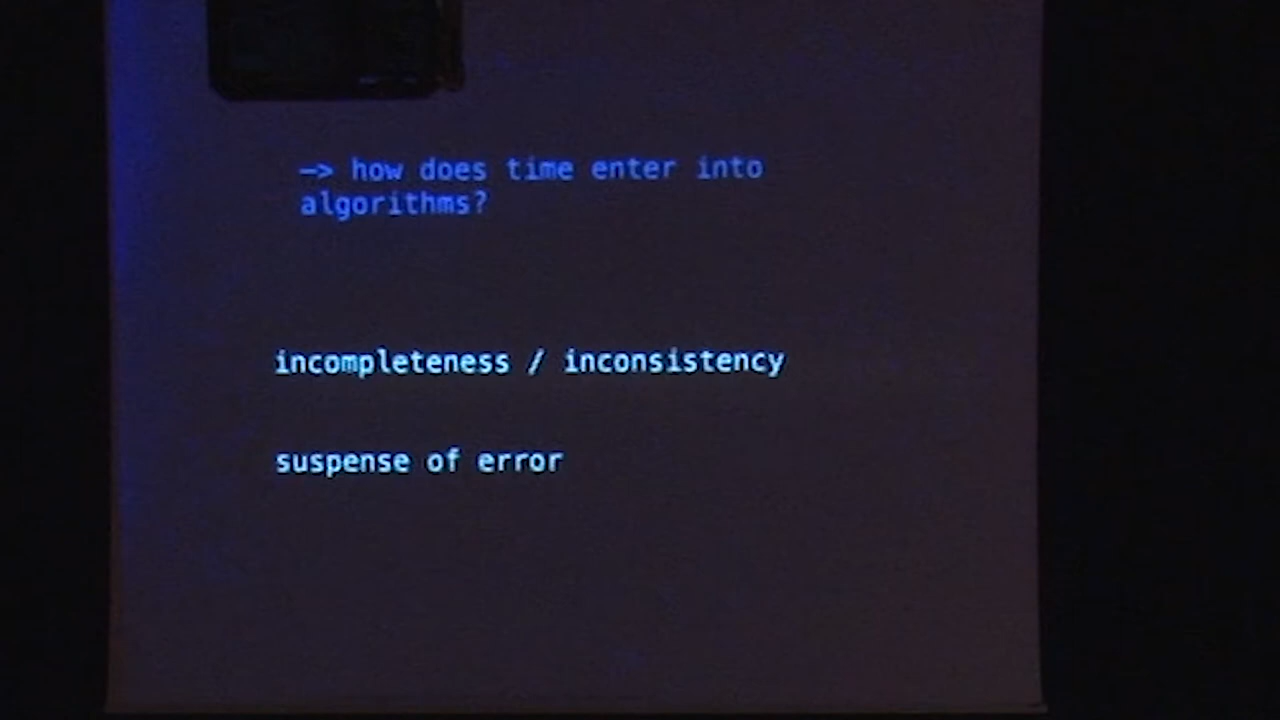 —> how does time enter into
algorithms?
incompleteness / inconsistency
suspense of error